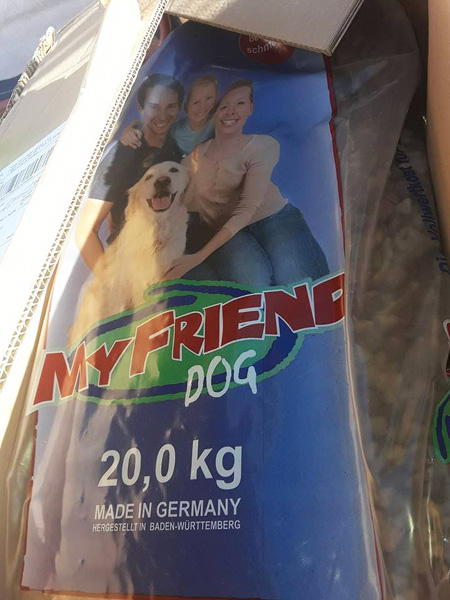 MYFRIEND
DOG
20,0 kg
MADE IN GERMANY
HERGESTELLT IN BADEN-WÜRTTEMBERG